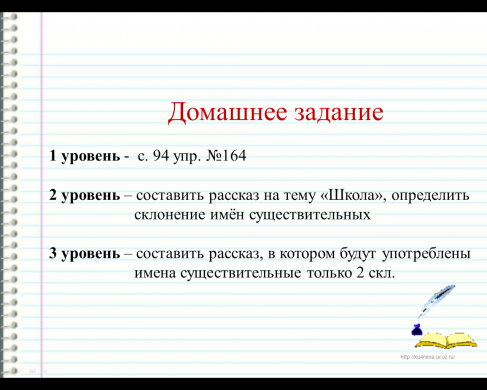 Домашнее задание
1 уровень - с. 94 упр. №164
2 уровень – составить рассказ на тему «Школа», определить
склонение имён существительных
3 уровень – составить рассказ, в котором будут употреблены
имена существительные только 2 скл.
http://ku4mina.ucoz.ru/